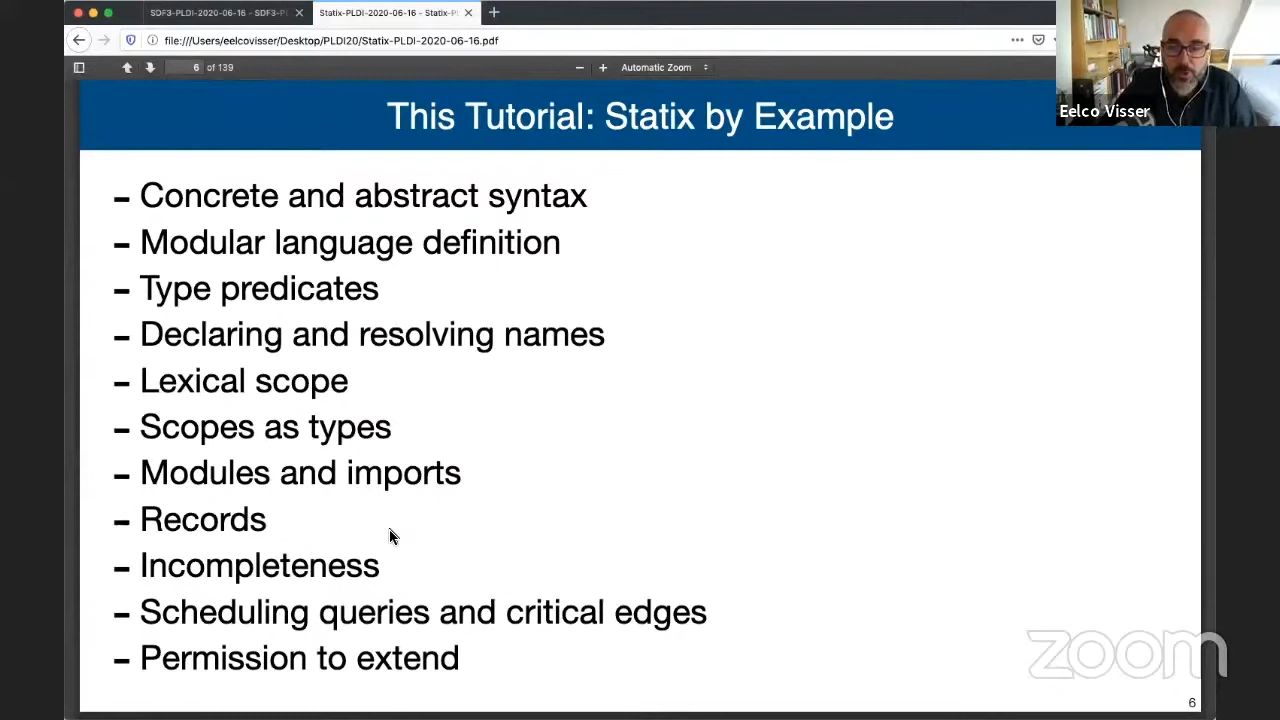 SDF3-PLDI-2020-06-16 - SDF3-PL
Statix-PLDI-2020-06-16 - Statix-PL
file:///Users/eelcovisser/Desktop/PLDI20/Statix-PLDI-2020-06-16.pdf
6 of 139
Automatic Zoom
Eelco Visser
This Tutorial: Statix by Example
– Concrete and abstract syntax
– Modular language definition
– Type predicates
– Declaring and resolving names
– Lexical scope
– Scopes as types
– Modules and imports
– Records
– Incompleteness
– Scheduling queries and critical edges
– Permission to extend
zoom
6